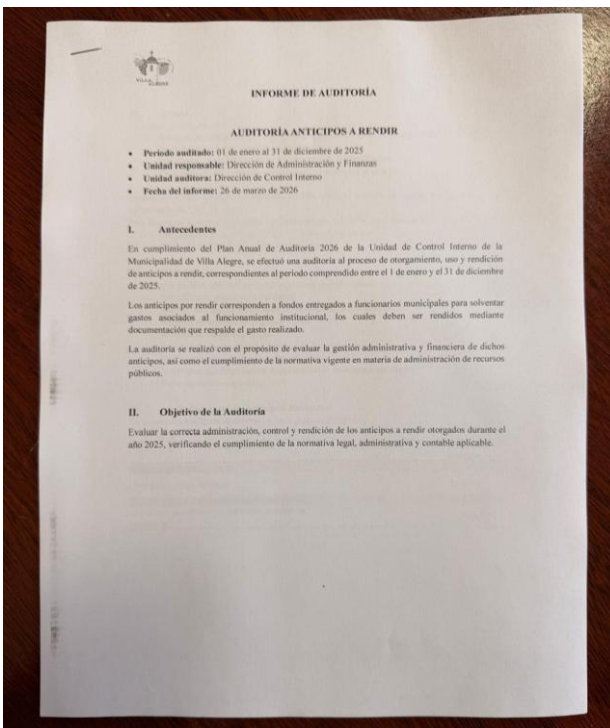 VILLA
ALEGRE
INFORME DE AUDITORÍA
AUDITORÍA ANTICIPOS A RENDIR
• Periodo auditado: 01 de enero al 31 de diciembre de 2025
• Unidad responsable: Dirección de Administración y Finanzas
• Unidad auditora: Dirección de Control Interno
• Fecha del informe: 26 de marzo de 2026
I. Antecedentes
En cumplimiento del Plan Anual de Auditoría 2026 de la Unidad de Control Interno de la
Municipalidad de Villa Alegre, se efectuó una auditoría al proceso de otorgamiento, uso y rendición
de anticipos a rendir, correspondientes al periodo comprendido entre el 1 de enero y el 31 de diciembre
de 2025.
Los anticipos por rendir corresponden a fondos entregados a funcionarios municipales para solventar
gastos asociados al funcionamiento institucional, los cuales deben ser rendidos mediante
documentación que respalde el gasto realizado.
La auditoría se realizó con el propósito de evaluar la gestión administrativa y financiera de dichos
anticipos, así como el cumplimiento de la normativa vigente en materia de administración de recursos
públicos.
II. Objetivo de la Auditoría
Evaluar la correcta administración, control y rendición de los anticipos a rendir otorgados durante el
año 2025, verificando el cumplimiento de la normativa legal, administrativa y contable aplicable.